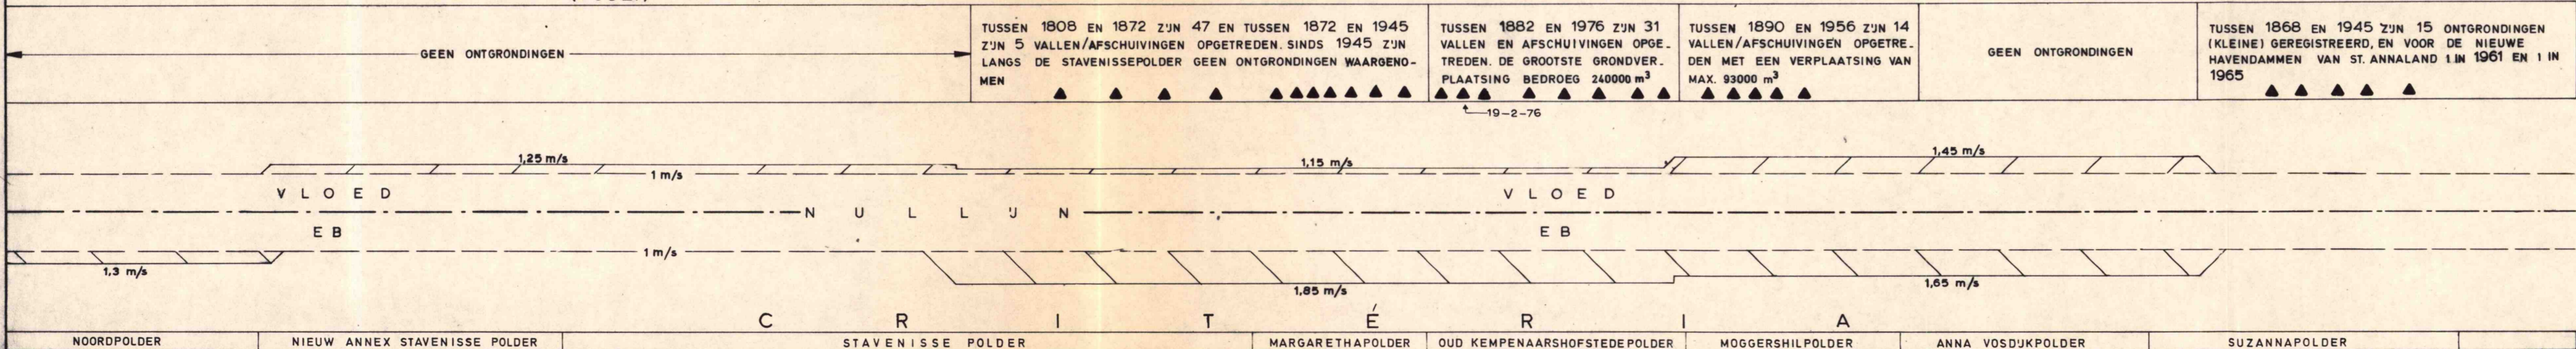 GEEN ONTGRONDINGEN
TUSSEN 1808 EN 1872 ZIJN 47 EN TUSSEN 1872 EN 1945
ZIJN 5 VALLEN/AFSCHUIVINGEN OPGETREDEN. SINDS 1945 ZIJN
LANGS DE STAVENISSEPOLDER GEEN ONTGRONDINGEN WAARGENO-
MEN
TUSSEN 1882 EN 1976 ZIJN 31
VALLEN EN AFSCHUIVINGEN OPGE-
TREDEN. DE GROOTSTE GRONDVER-
PLAATSING BEDROEG 240000 m³
19-2-76
TUSSEN 1890 EN 1956 ZIJN 14
VALLEN/AFSCHUIVINGEN OPGETRE-
DEN MET EEN VERPLAATSING VAN
MAX. 93000 m³
GEEN ONTGRONDINGEN
TUSSEN 1868 EN 1945 ZIJN 15 ONTGRONDINGEN
(KLEINE) GEREGISTREERD, EN VOOR DE NIEUWE
HAVENDAMMEN VAN ST. ANNALAND 1 IN 1961 EN 1 IN
1965
1,25 m/s
1,15 m/s
1,45 m/s
1 m/s
VLOED
VLOED
NULLIJN
EB
EB
1 m/s
1,3 m/s
1,85 m/s
1,65 m/s
CRITÉRIA
NOORDPOLDER
NIEUW ANNEX STAVENISSE POLDER
STAVENISSE POLDER
MARGARETHAPOLDER
OUD KEMPENAARSHOFSTEDEPOLDER
MOGGERSHILPOLDER
ANNA VOSDIJKPOLDER
SUZANNAPOLDER